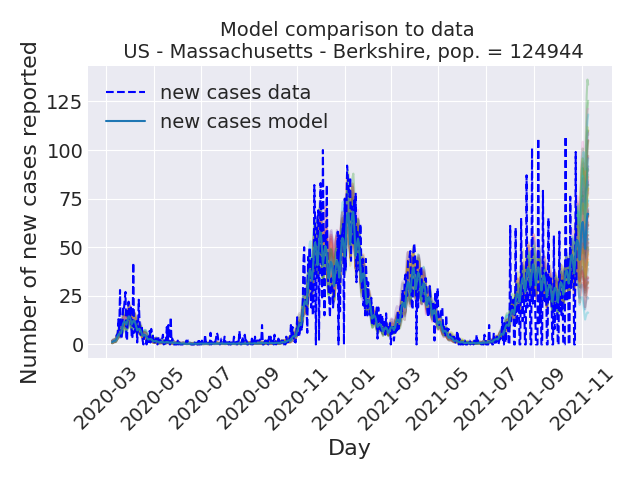 Model comparison to data
US - Massachusetts - Berkshire, pop. = 124944
Number of new cases reported
125
100
75
50
25
0
new cases data
new cases model
2020-03
2020-05
2020-07
2020-09
2020-11
2021-01
2021-03
2021-05
2021-07
2021-09
2021-11
Day